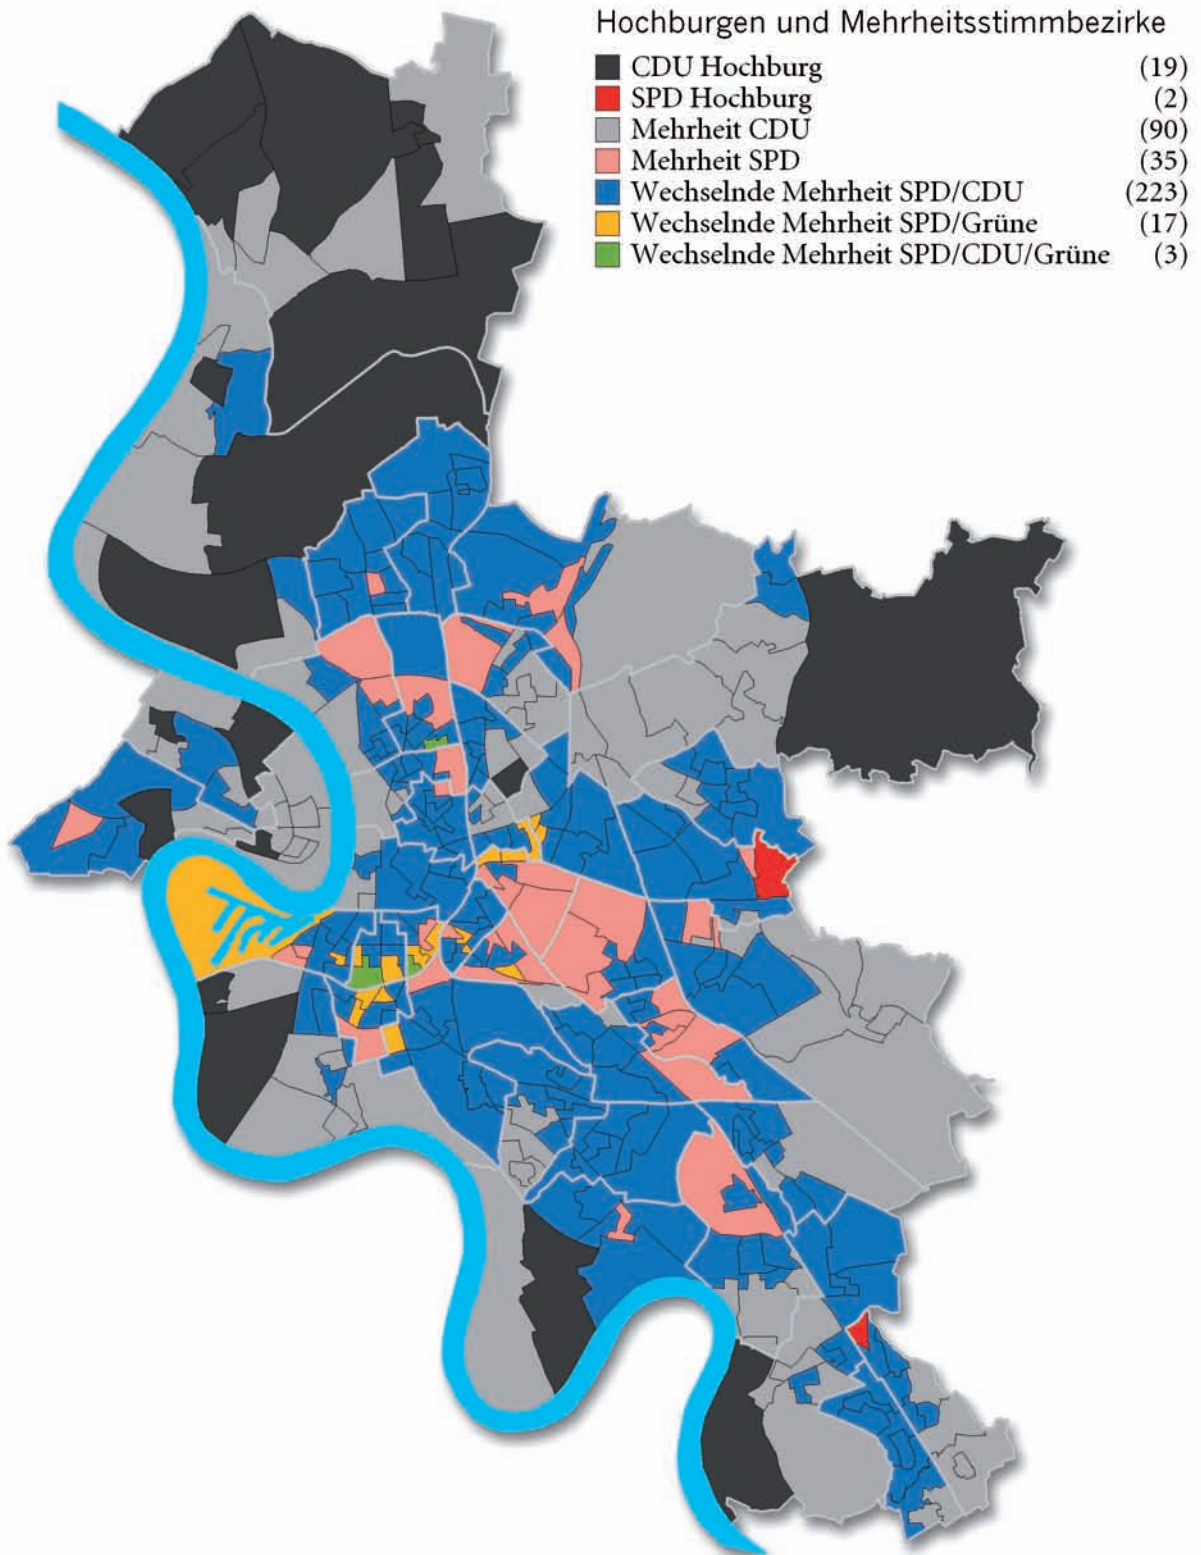 Hochburgen und Mehrheitsstimmbezirke
CDU Hochburg (19)
SPD Hochburg (2)
Mehrheit CDU (90)
Mehrheit SPD (35)
Wechselnde Mehrheit SPD/CDU (223)
Wechselnde Mehrheit SPD/Grüne (17)
Wechselnde Mehrheit SPD/CDU/Grüne (3)